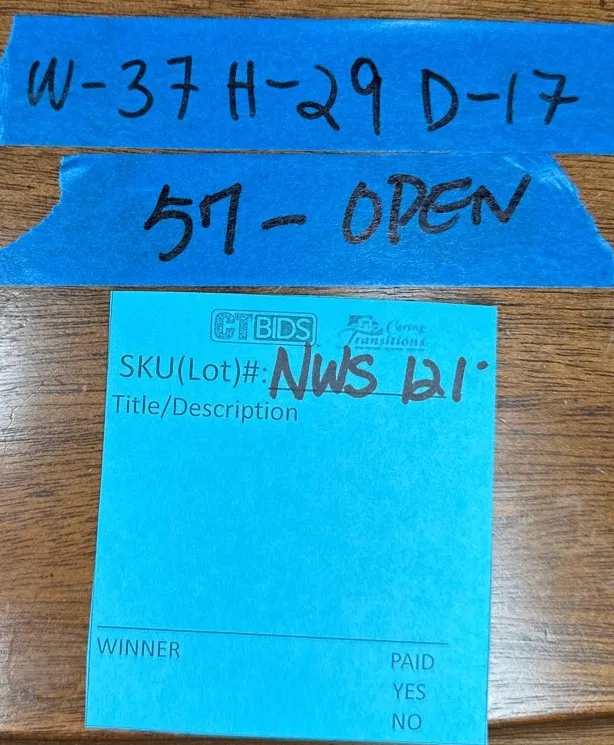 W-37 H-29 D-17
57- OPEN
CTBIDS Caring Transitions
SKU(Lot)#: NWS 121
Title/Description
WINNER
PAID
YES
NO